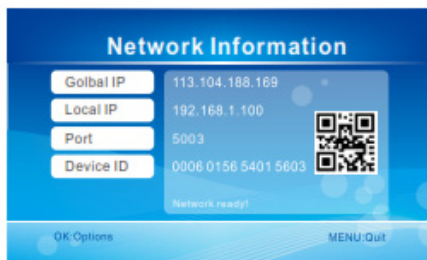 Network Information
Golbal IP 113.104.188.169
Local IP 192.168.1.100
Port 5003
Device ID 0006 0156 5401 5603
Network ready!
OK:Options MENU:Quit